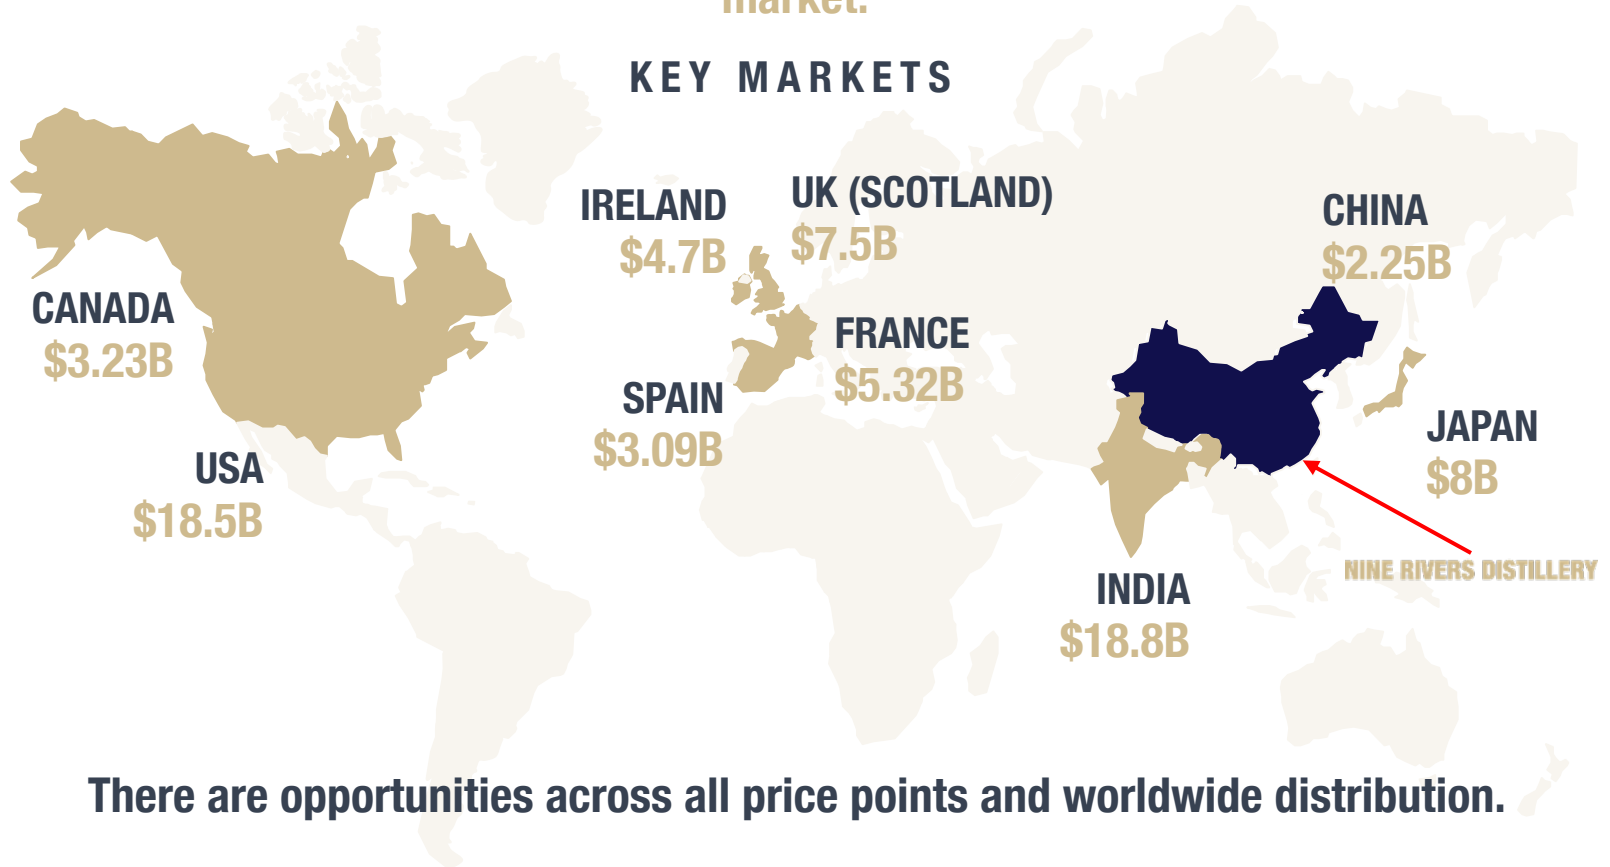 market.
KEY MARKETS
IRELAND
$4.7B
UK (SCOTLAND)
$7.5B
CHINA
$2.25B
CANADA
$3.23B
FRANCE
$5.32B
SPAIN
$3.09B
JAPAN
$8B
USA
$18.5B
NINE RIVERS DISTILLERY
INDIA
$18.8B
There are opportunities across all price points and worldwide distribution.